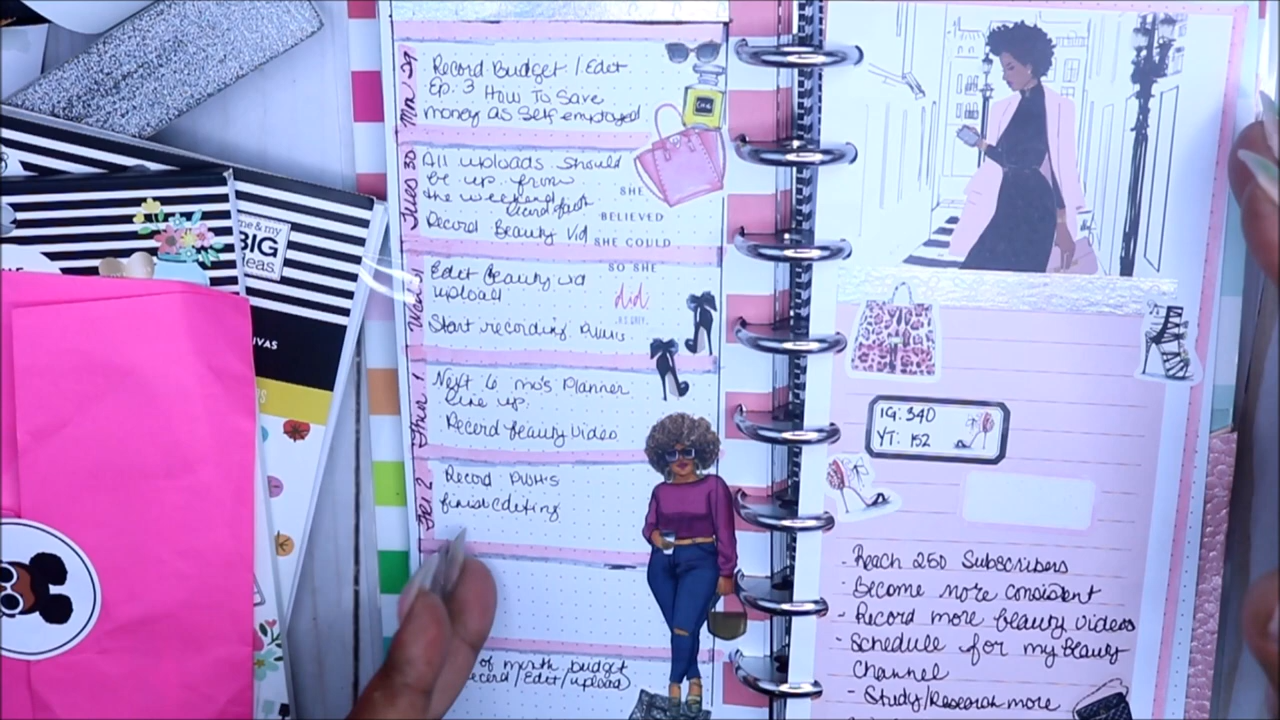 Mon 29
Record Budget / Edit
Ep. 3 How To Save
money as Self employed
Tues 30
All uploads should
be up from
the weekend
Record Beauty Vid
SHE
BELIEVED
SHE COULD
SO SHE
did
Wed 1
Edit Beauty vid
upload
Start recording
Thur 1
Next 6 mo's Planner
line up.
Record beauty video
Fri 2
Record
finish editing
of month budget
ecord / Edit / upload)
me & my
BIG
ideas.
IVAS
IG: 340
YT: 152
- Reach 250 Subscribers
- Become more consistent
- Record more beauty videos
- Schedule for my Beauty
Channel
- Study/Research more